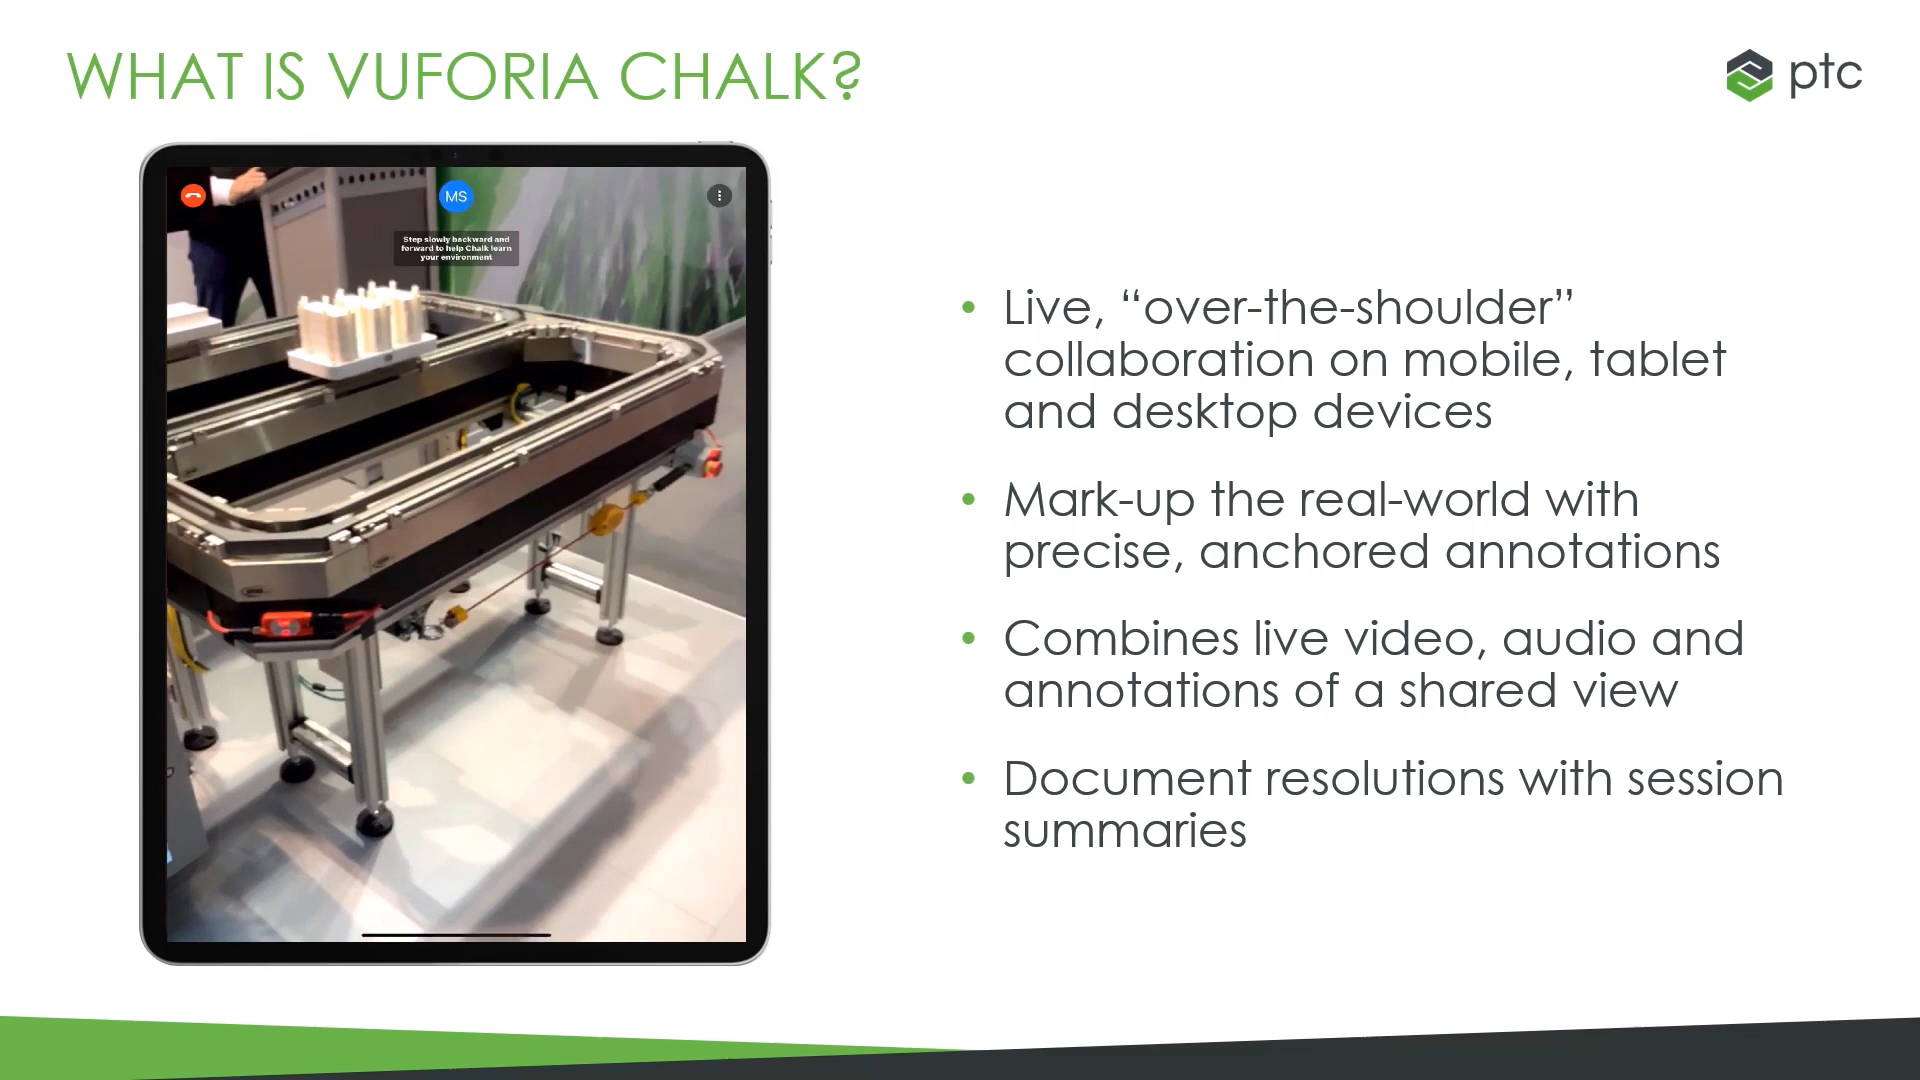 WHAT IS VUFORIA CHALK?
ptc
MS
Step slowly backward and
forward to help Chalk learn
your environment
• Live, “over-the-shoulder”
collaboration on mobile, tablet
and desktop devices
• Mark-up the real-world with
precise, anchored annotations
• Combines live video, audio and
annotations of a shared view
• Document resolutions with session
summaries